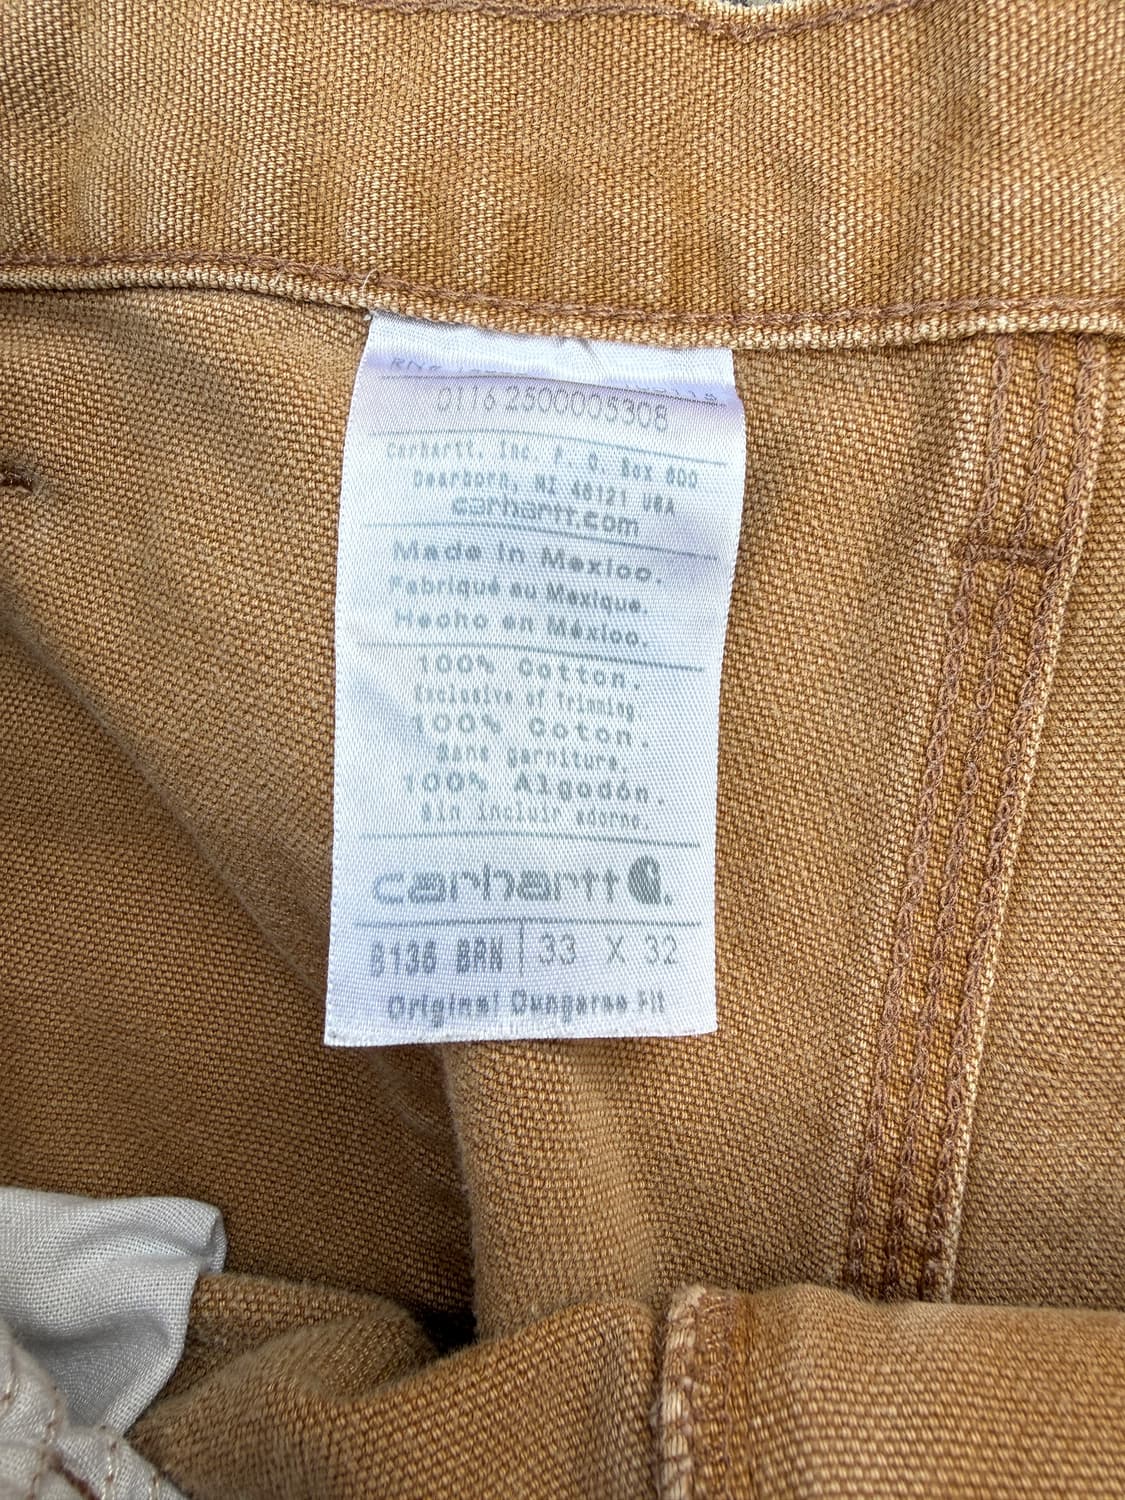 RN#
0116 2500005308
Carhartt, Inc. P. O. Box 600
Dearborn, MI 48121 USA
carhartt.com
Made in Mexico.
Fabriqué au Mexique.
Hecho en México.
100% Cotton.
Exclusive of Trimming
100% Coton.
Sans garniture.
100% Algodón.
Sin incluir adorno.
carhartt
B136 BRN 33 X 32
Original Dungaree Fit